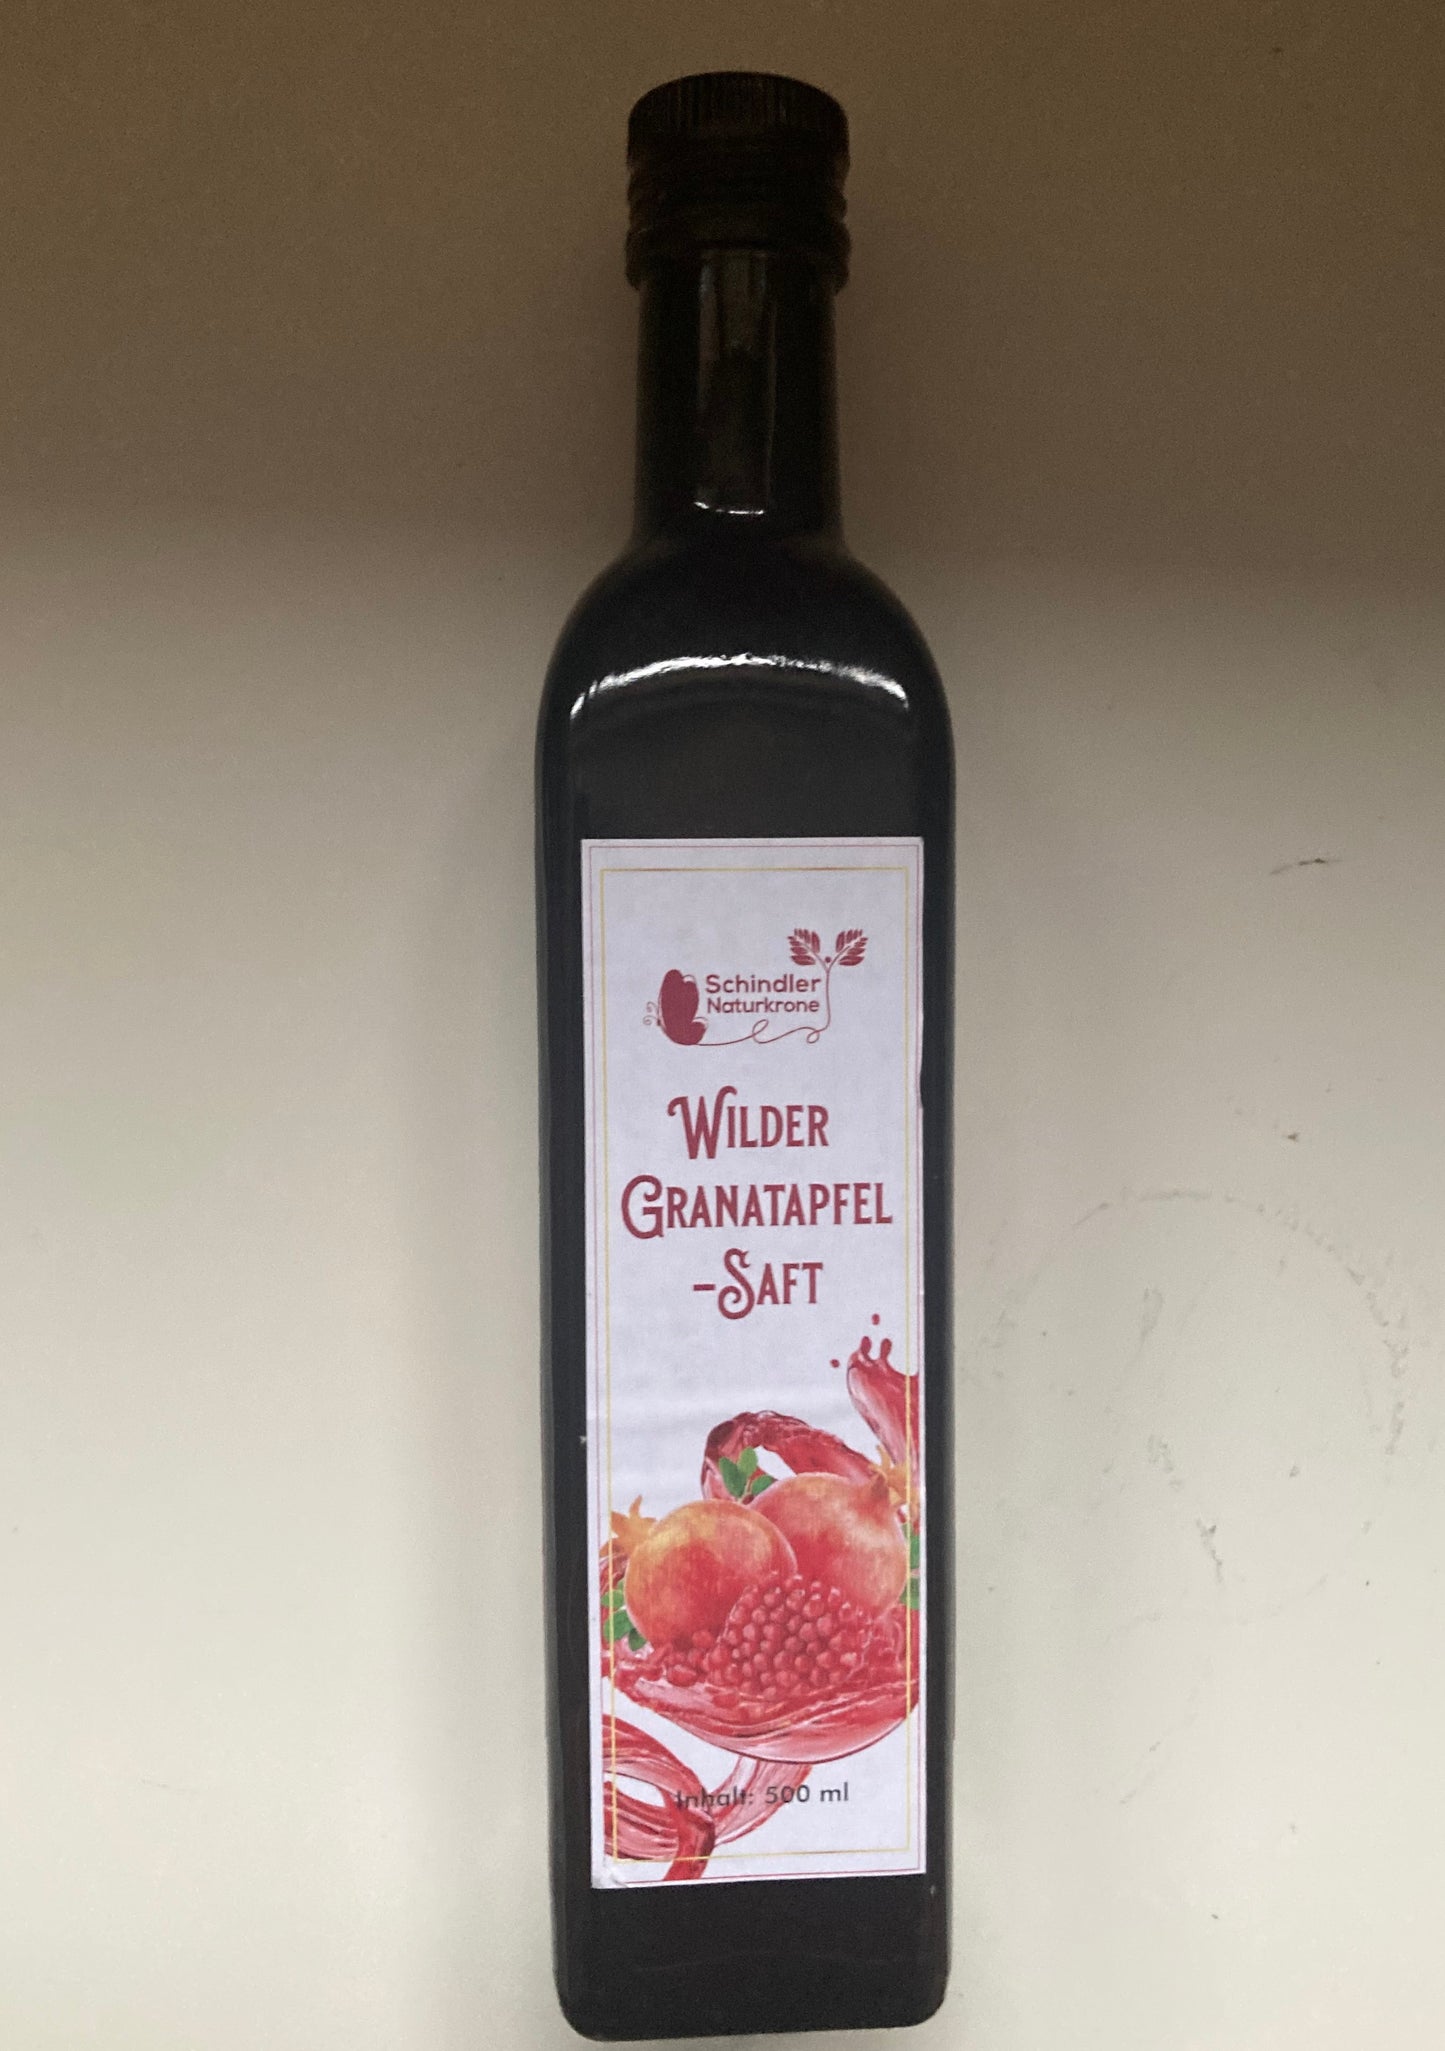 Schindler
Naturkrone
WILDER
GRANATAPFEL
-SAFT
Inhalt: 500 ml